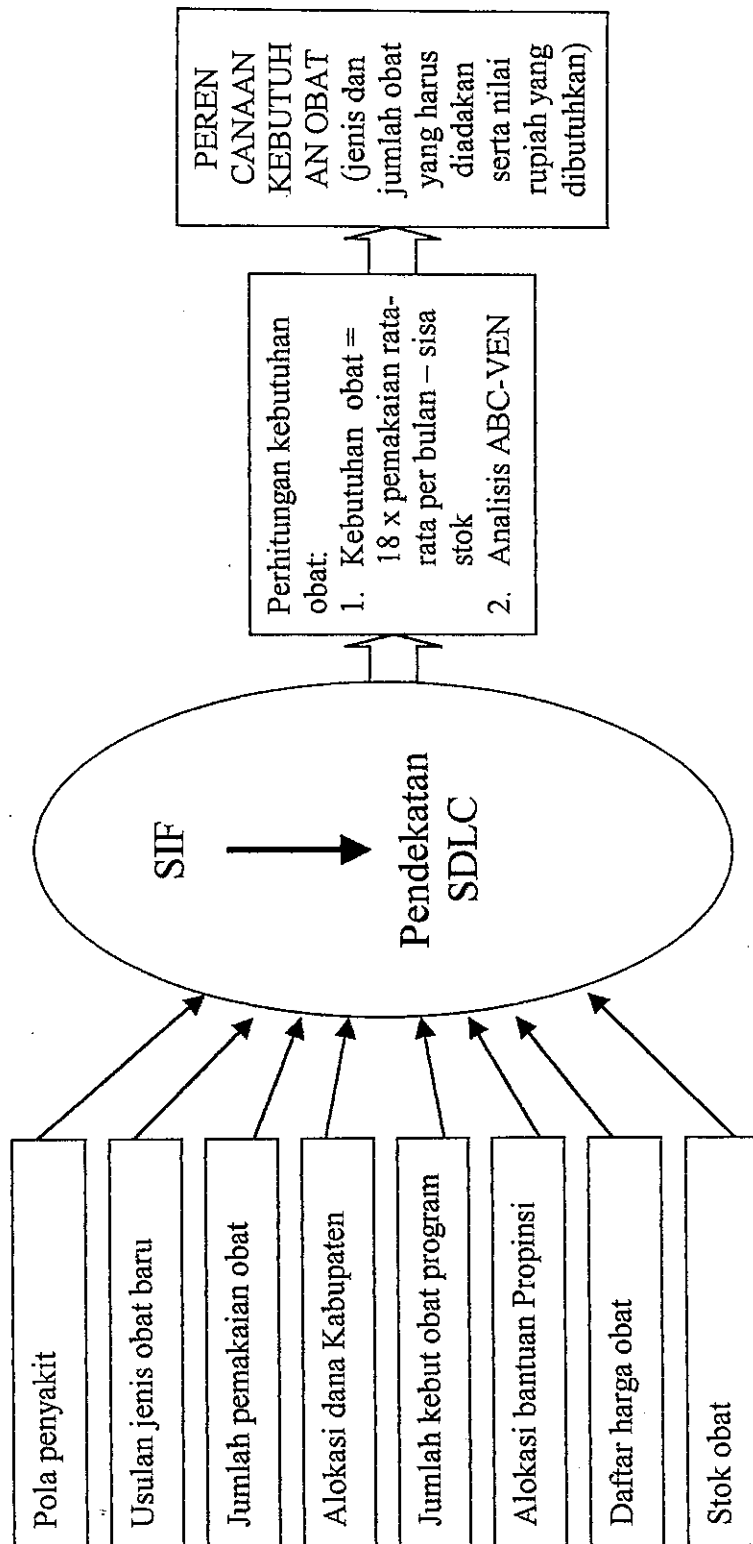 Pola penyakit
Usulan jenis obat baru
Jumlah pemakaian obat
Alokasi dana Kabupaten
Jumlah kebut obat program
Alokasi bantuan Propinsi
Daftar harga obat
Stok obat
SIF
Pendekatan
SDLC
Perhitungan kebutuhan
obat:
1. Kebutuhan obat =
18 x pemakaian rata-
rata per bulan – sisa
stok
2. Analisis ABC-VEN
PEREN
CANAAN
KEBUTUH
AN OBAT
(jenis dan
jumlah obat
yang harus
diadakan
serta nilai
rupiah yang
dibutuhkan)